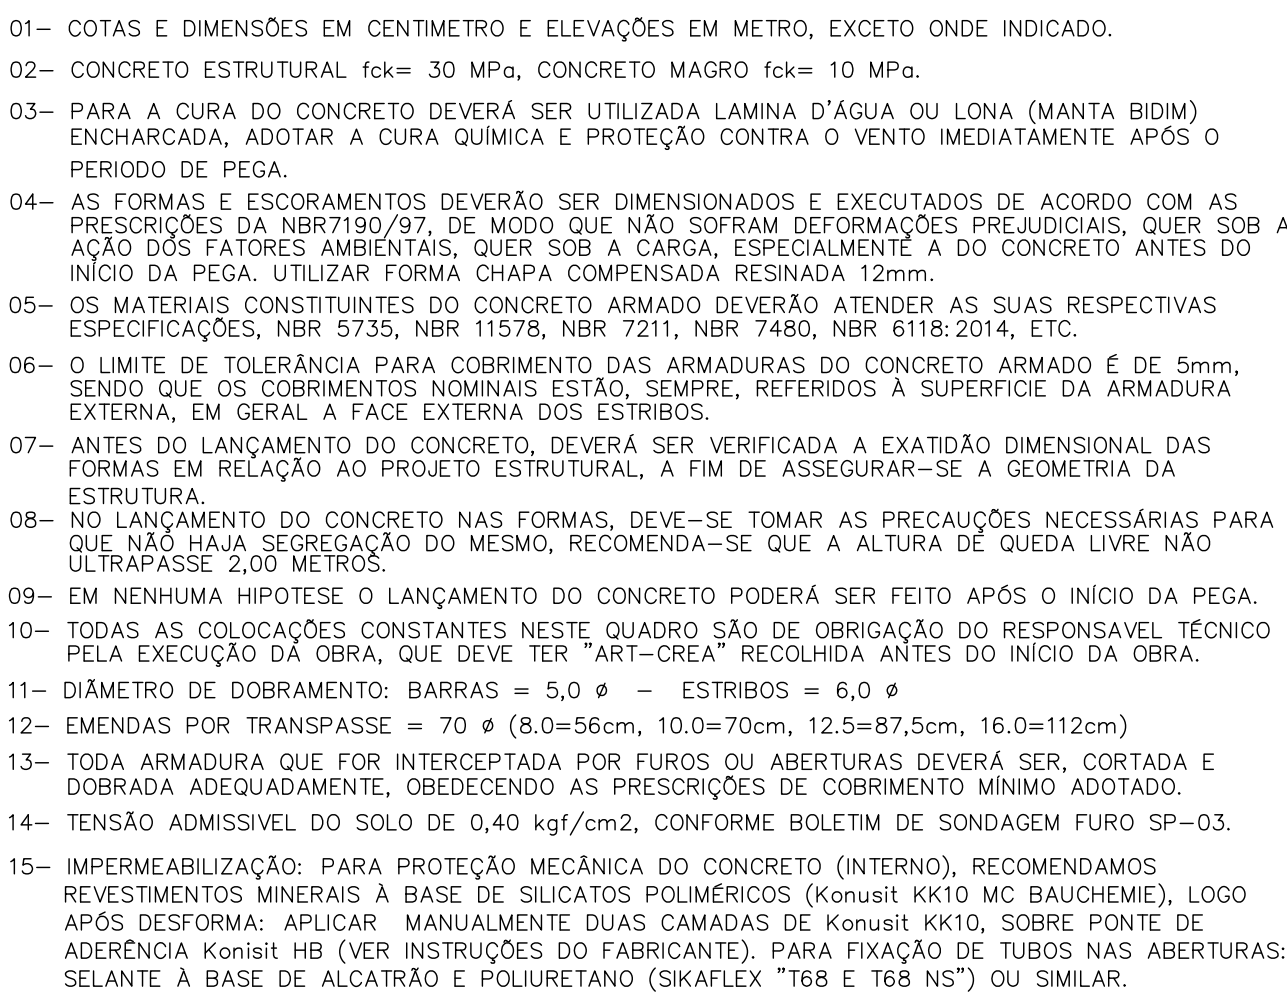 01- COTAS E DIMENSÕES EM CENTIMETRO E ELEVAÇÕES EM METRO, EXCETO ONDE INDICADO.
02- CONCRETO ESTRUTURAL fck= 30 MPa, CONCRETO MAGRO fck= 10 MPa.
03- PARA A CURA DO CONCRETO DEVERÁ SER UTILIZADA LAMINA D'ÁGUA OU LONA (MANTA BIDIM)
ENCHARCADA, ADOTAR A CURA QUÍMICA E PROTEÇÃO CONTRA O VENTO IMEDIATAMENTE APÓS O
PERIODO DE PEGA.
04- AS FORMAS E ESCORAMENTOS DEVERÃO SER DIMENSIONADOS E EXECUTADOS DE ACORDO COM AS
PRESCRIÇÕES DA NBR7190/97, DE MODO QUE NÃO SOFRAM DEFORMAÇÕES PREJUDICIAIS, QUER SOB A
AÇÃO DOS FATORES AMBIENTAIS, QUER SOB A CARGA, ESPECIALMENTE A DO CONCRETO ANTES DO
INÍCIO DA PEGA. UTILIZAR FORMA CHAPA COMPENSADA RESINADA 12mm.
05- OS MATERIAIS CONSTITUINTES DO CONCRETO ARMADO DEVERÃO ATENDER AS SUAS RESPECTIVAS
ESPECIFICAÇÕES, NBR 5735, NBR 11578, NBR 7211, NBR 7480, NBR 6118:2014, ETC.
06- O LIMITE DE TOLERÂNCIA PARA COBRIMENTO DAS ARMADURAS DO CONCRETO ARMADO É DE 5mm,
SENDO QUE OS COBRIMENTOS NOMINAIS ESTÃO, SEMPRE, REFERIDOS À SUPERFICIE DA ARMADURA
EXTERNA, EM GERAL A FACE EXTERNA DOS ESTRIBOS.
07- ANTES DO LANÇAMENTO DO CONCRETO, DEVERÁ SER VERIFICADA A EXATIDÃO DIMENSIONAL DAS
FORMAS EM RELAÇÃO AO PROJETO ESTRUTURAL, A FIM DE ASSEGURAR-SE A GEOMETRIA DA
ESTRUTURA.
08- NO LANÇAMENTO DO CONCRETO NAS FORMAS, DEVE-SE TOMAR AS PRECAUÇÕES NECESSÁRIAS PARA
QUE NÃO HAJA SEGREGAÇÃO DO MESMO, RECOMENDA-SE QUE A ALTURA DE QUEDA LIVRE NÃO
ULTRAPASSE 2,00 METROS.
09- EM NENHUMA HIPOTESE O LANÇAMENTO DO CONCRETO PODERÁ SER FEITO APÓS O INÍCIO DA PEGA.
10- TODAS AS COLOCAÇÕES CONSTANTES NESTE QUADRO SÃO DE OBRIGAÇÃO DO RESPONSAVEL TÉCNICO
PELA EXECUÇÃO DA OBRA, QUE DEVE TER "ART-CREA" RECOLHIDA ANTES DO INÍCIO DA OBRA.
11- DIÃMETRO DE DOBRAMENTO: BARRAS = 5,0 ø - ESTRIBOS = 6,0 ø
12- EMENDAS POR TRANSPASSE = 70 ø (8.0=56cm, 10.0=70cm, 12.5=87,5cm, 16.0=112cm)
13- TODA ARMADURA QUE FOR INTERCEPTADA POR FUROS OU ABERTURAS DEVERÁ SER, CORTADA E
DOBRADA ADEQUADAMENTE, OBEDECENDO AS PRESCRIÇÕES DE COBRIMENTO MÍNIMO ADOTADO.
14- TENSÃO ADMISSIVEL DO SOLO DE 0,40 kgf/cm2, CONFORME BOLETIM DE SONDAGEM FURO SP-03.
15- IMPERMEABILIZAÇÃO: PARA PROTEÇÃO MECÂNICA DO CONCRETO (INTERNO), RECOMENDAMOS
REVESTIMENTOS MINERAIS À BASE DE SILICATOS POLIMÉRICOS (Konusit KK10 MC BAUCHEMIE), LOGO
APÓS DESFORMA: APLICAR MANUALMENTE DUAS CAMADAS DE Konusit KK10, SOBRE PONTE DE
ADERÊNCIA Konisit HB (VER INSTRUÇÕES DO FABRICANTE). PARA FIXAÇÃO DE TUBOS NAS ABERTURAS:
SELANTE À BASE DE ALCATRÃO E POLIURETANO (SIKAFLEX "T68 E T68 NS") OU SIMILAR.